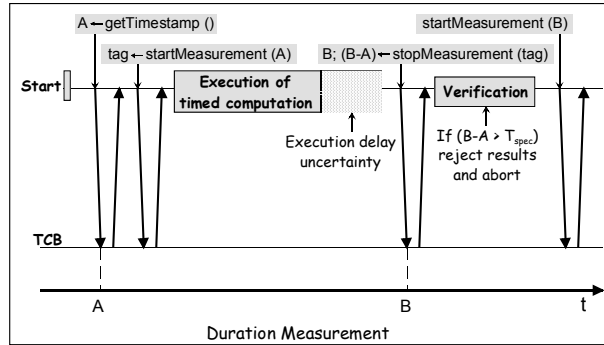 A←getTimestamp ()
startMeasurement (B)
tag←startMeasurement (A)
B; (B-A)←stopMeasurement (tag)
Start
Execution of
timed computation
Verification
Execution delay
uncertainty
If (B-A > Tspec)
reject results
and abort
TCB
A
B
t
Duration Measurement